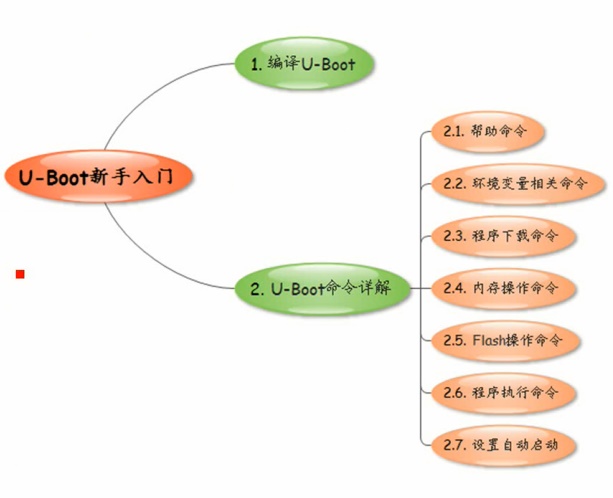 1. 编译U-Boot
U-Boot新手入门
2. U-Boot命令详解
2.1. 帮助命令
2.2. 环境变量相关命令
2.3. 程序下载命令
2.4. 内存操作命令
2.5. Flash操作命令
2.6. 程序执行命令
2.7. 设置自动启动